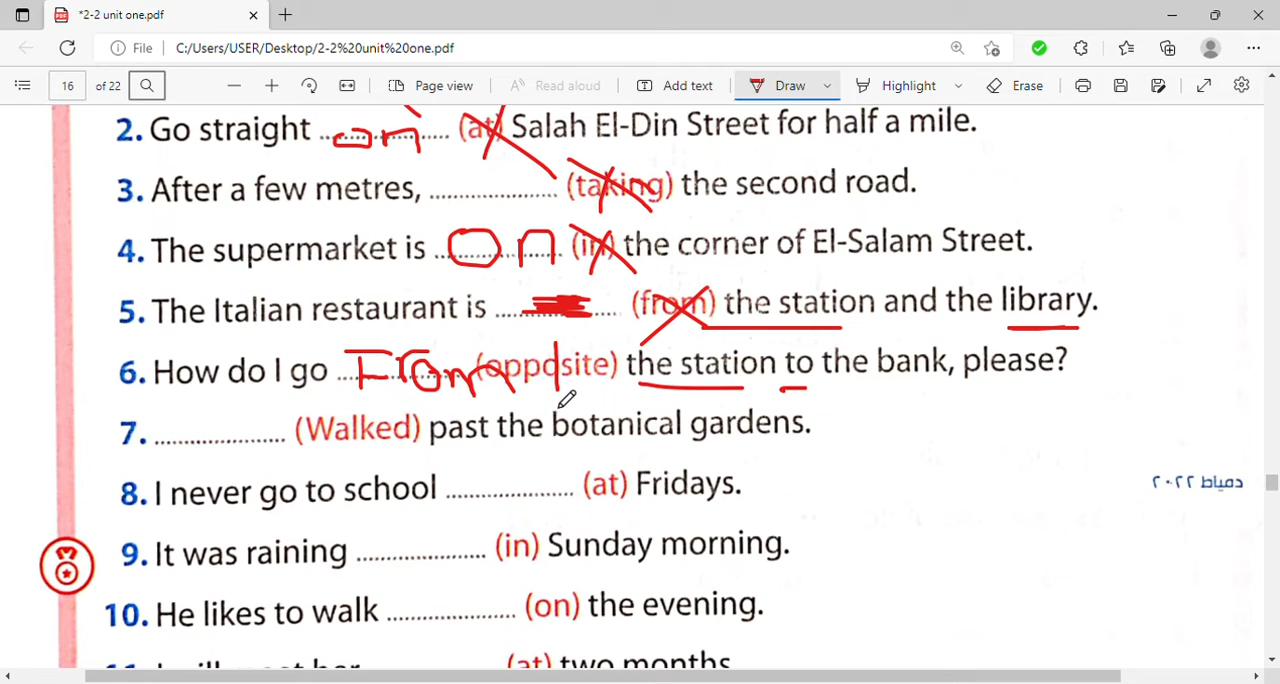 *2-2 unit one.pdf
File C:/Users/USER/Desktop/2-2%20unit%20one.pdf
16 of 22 Page view Read aloud Add text Draw Highlight Erase
2. Go straight ..on.. (at) Salah El-Din Street for half a mile.
3. After a few metres, ...................... (taking) the second road.
4. The supermarket is ..on.. (in) the corner of El-Salam Street.
5. The Italian restaurant is ............ (from) the station and the library.
6. How do I go ..From (opposite) the station to the bank, please?
7. ...................... (Walked) past the botanical gardens.
8. I never go to school ...................... (at) Fridays.
دمياط ٢٠٢٢
9. It was raining ...................... (in) Sunday morning.
10. He likes to walk ...................... (on) the evening.
(at) two months